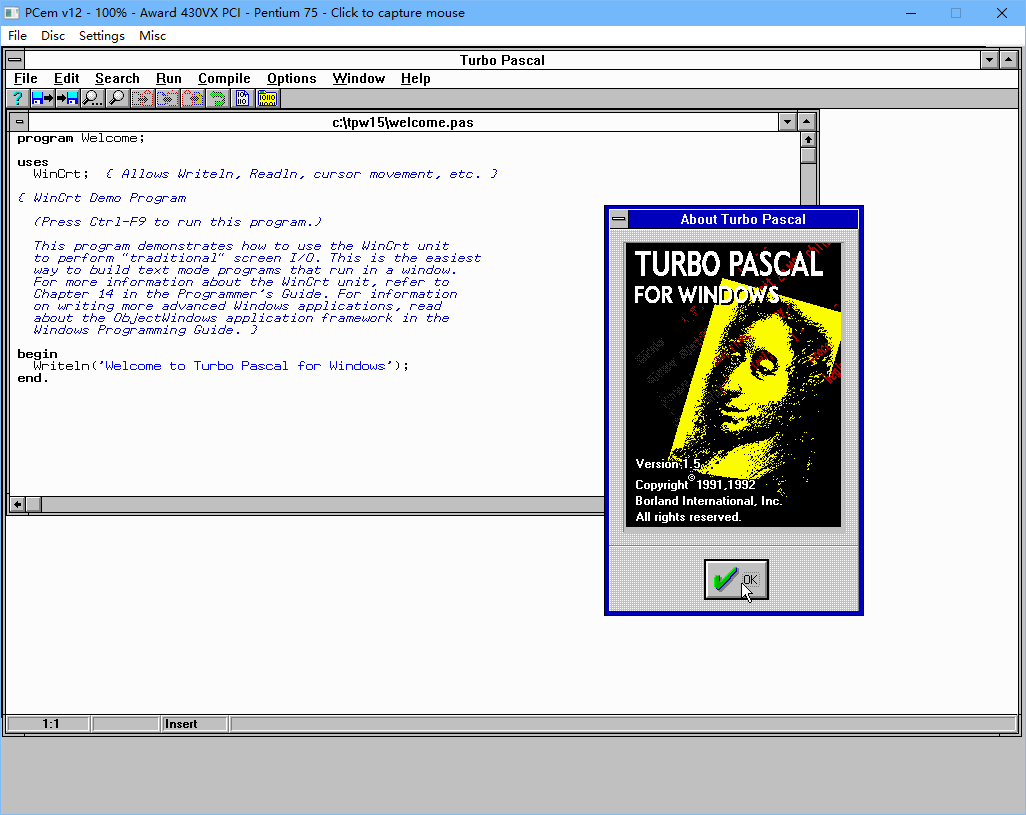 PCem v12 - 100% - Award 430VX PCI - Pentium 75 - Click to capture mouse
File Disc Settings Misc
Turbo Pascal
File Edit Search Run Compile Options Window Help
c:\tpw15\welcome.pas
program Welcome;
uses
WinCrt; { Allows Writeln, Readln, cursor movement, etc. }
{ WinCrt Demo Program
(Press Ctrl-F9 to run this program.)
This program demonstrates how to use the WinCrt unit
to perform "traditional" screen I/O. This is the easiest
way to build text mode programs that run in a window.
For more information about the WinCrt unit, refer to
Chapter 14 in the Programmer's Guide. For information
on writing more advanced Windows applications, read
about the ObjectWindows application framework in the
Windows Programming Guide. }
begin
Writeln('Welcome to Turbo Pascal for Windows');
end.
About Turbo Pascal
TURBO PASCAL
FOR WINDOWS
Version 1.5
Copyright © 1991,1992
Borland International, Inc.
All rights reserved.
OK
1:1 Insert